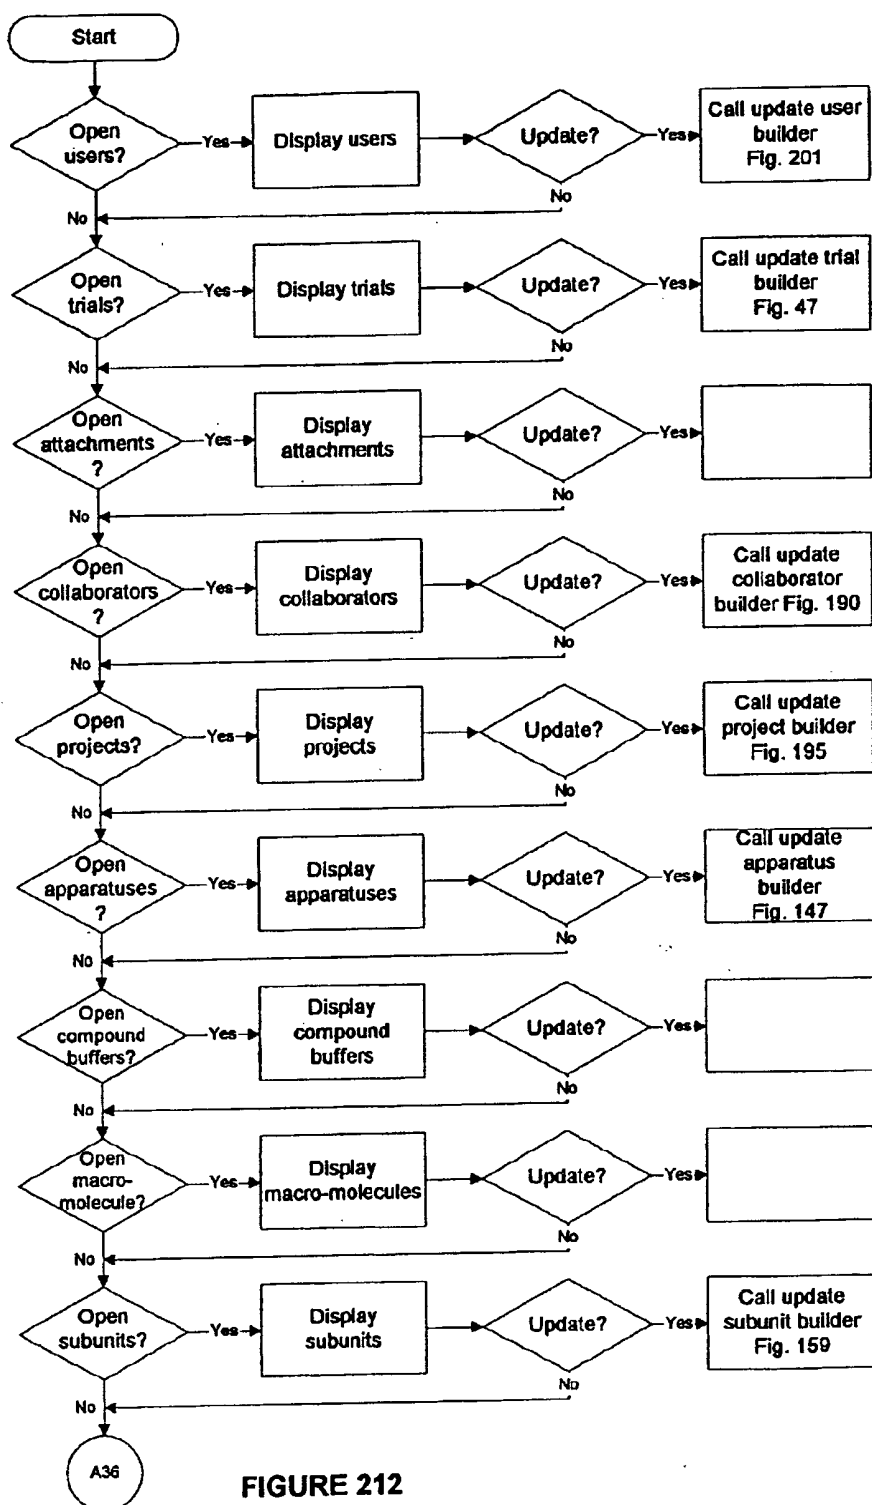 Start
Open
users?
Yes
Display users
Update?
Yes
Call update user
builder
Fig. 201
No
No
Open
trials?
Yes
Display trials
Update?
Yes
Call update trial
builder
Fig. 47
No
No
Open
attachments
?
Yes
Display
attachments
Update?
Yes
No
No
Open
collaborators
?
Yes
Display
collaborators
Update?
Yes
Call update
collaborator
builder Fig. 190
No
No
Open
projects?
Yes
Display
projects
Update?
Yes
Call update
project builder
Fig. 195
No
No
Open
apparatuses
?
Yes
Display
apparatuses
Update?
Yes
Call update
apparatus
builder
Fig. 147
No
No
Open
compound
buffers?
Yes
Display
compound
buffers
Update?
Yes
No
No
Open
macro-
molecule?
Yes
Display
macro-molecules
Update?
Yes
No
No
Open
subunits?
Yes
Display
subunits
Update?
Yes
Call update
subunit builder
Fig. 159
No
No
A36
FIGURE 212